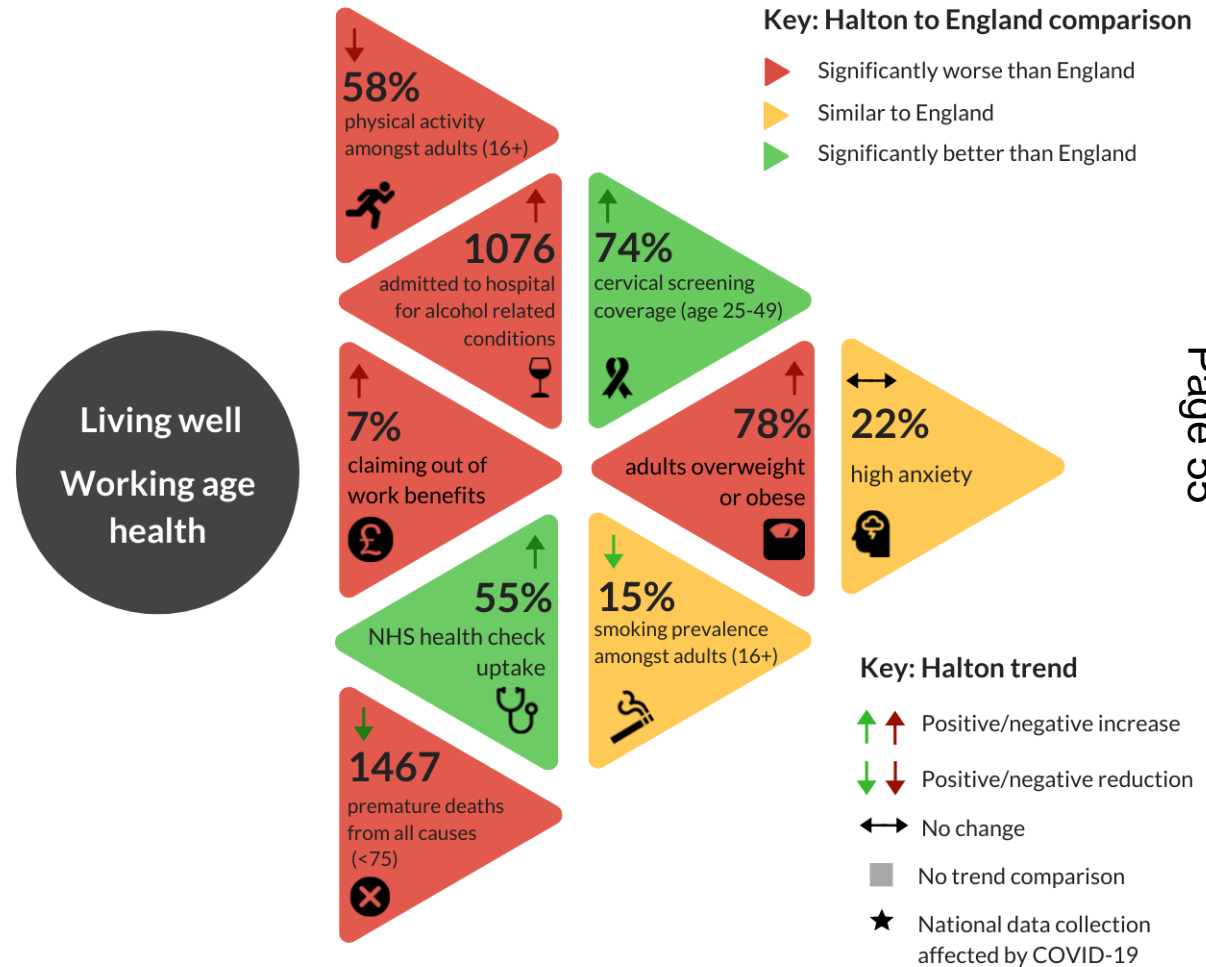 Key: Halton to England comparison
Significantly worse than England
Similar to England
Significantly better than England
58%
physical activity
amongst adults (16+)
1076
admitted to hospital
for alcohol related
conditions
74%
cervical screening
coverage (age 25-49)
Living well
Working age
health
7%
claiming out of
work benefits
£
78%
adults overweight
or obese
22%
high anxiety
Page 55
55%
NHS health check
uptake
15%
smoking prevalence
amongst adults (16+)
1467
premature deaths
from all causes
(<75)
Key: Halton trend
Positive/negative increase
Positive/negative reduction
No change
No trend comparison
National data collection
affected by COVID-19